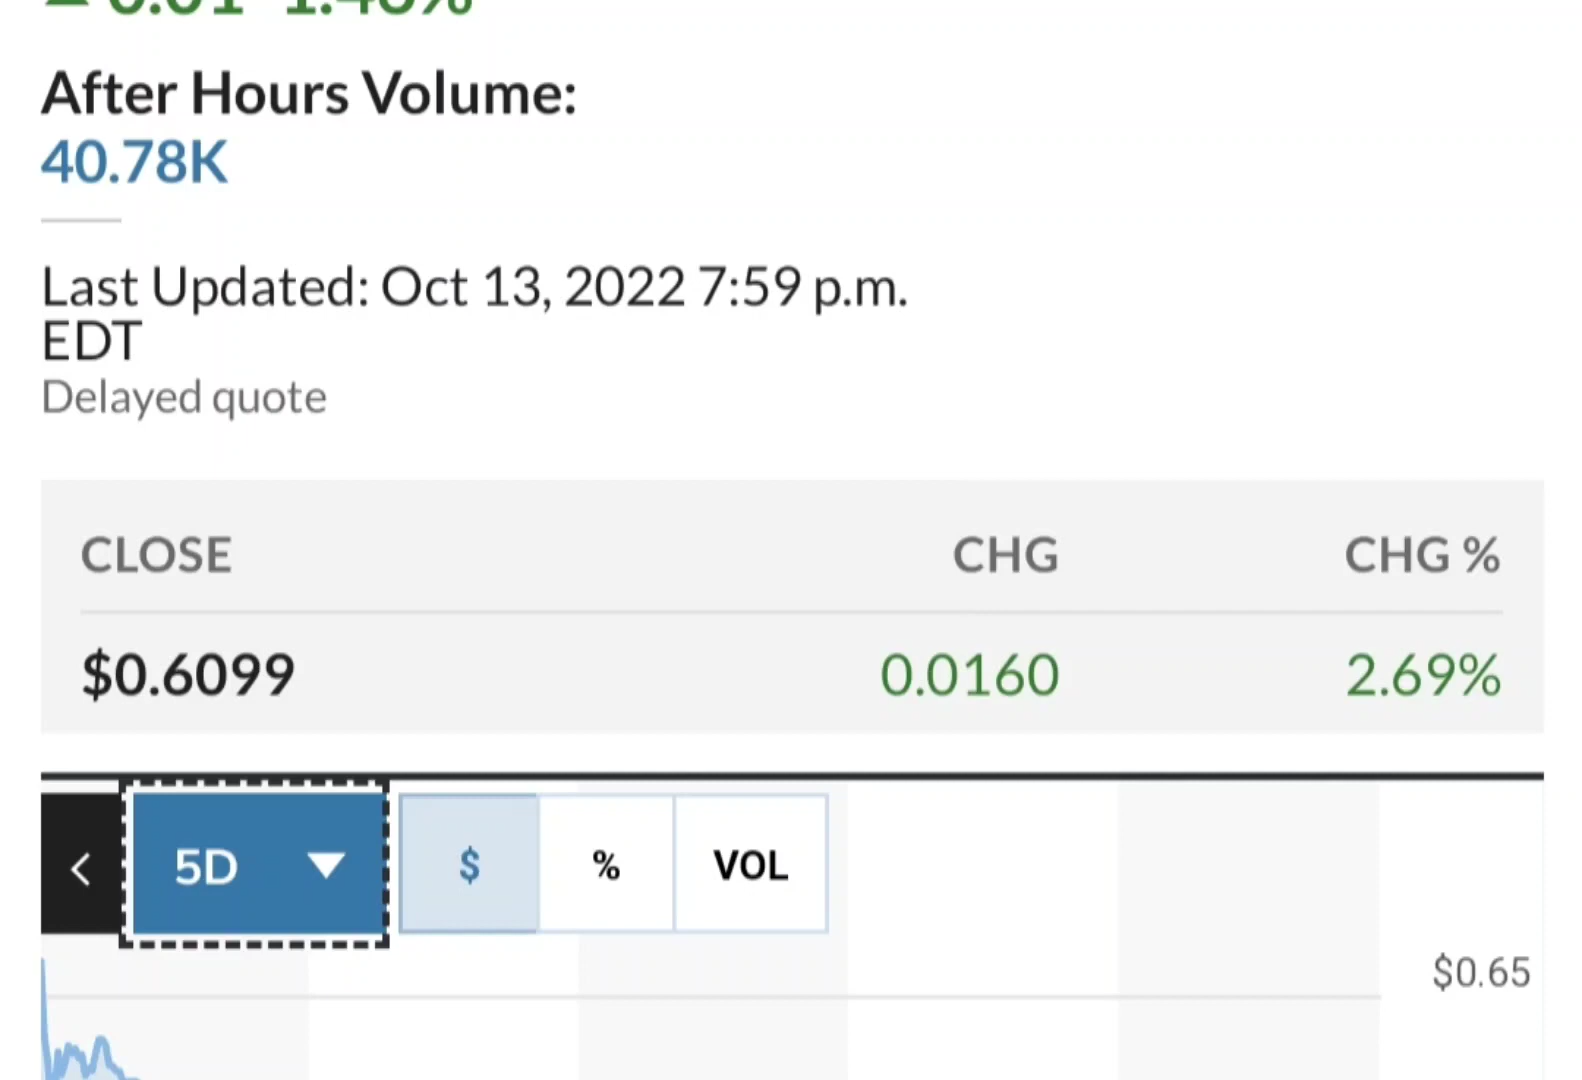 After Hours Volume:
40.78K
Last Updated: Oct 13, 2022 7:59 p.m.
EDT
Delayed quote
CLOSE CHG CHG %
$0.6099 0.0160 2.69%
5D $ % VOL
$0.65